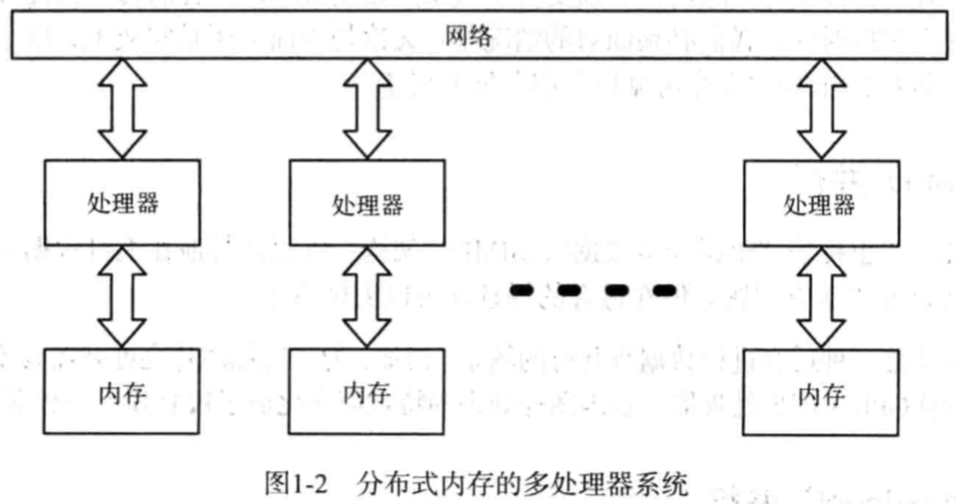 网络
处理器 处理器 处理器
内存 内存 内存
图1-2 分布式内存的多处理器系统